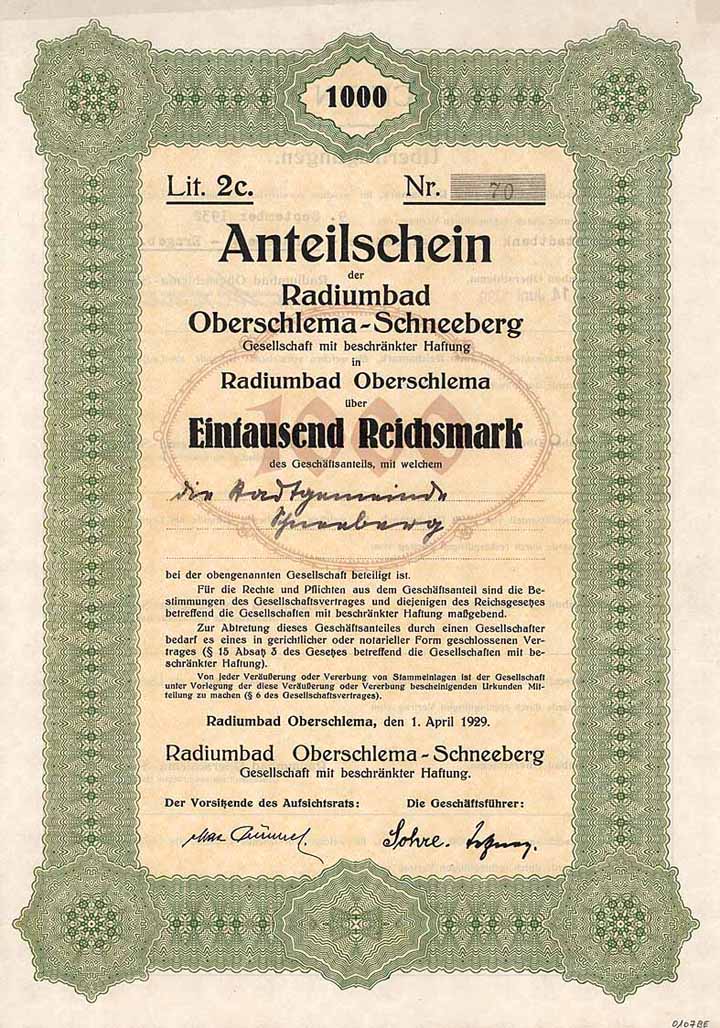 1000
Lit. 2c. Nr. 70
Anteilschein
der
Radiumbad
Oberschlema-Schneeberg
Gesellschaft mit beschränkter Haftung
in
Radiumbad Oberschlema
über
Eintausend Reichsmark
1000
des Geschäftsanteils, mit welchem
die Stadtgemeinde
Schneeberg
bei der obengenannten Gesellschaft beteiligt ist.
Für die Rechte und Pflichten aus dem Geschäftsanteil sind die Be-
stimmungen des Gesellschaftsvertrages und diejenigen des Reichsgesetzes
betreffend die Gesellschaften mit beschränkter Haftung maßgebend.
Zur Abtretung dieses Geschäftsanteiles durch einen Gesellschafter
bedarf es eines in gerichtlicher oder notarieller Form geschlossenen Ver-
trages (§ 15 Absatz 3 des Gesetzes betreffend die Gesellschaften mit be-
schränkter Haftung).
Von jeder Veräußerung oder Vererbung von Stammeinlagen ist der Gesellschaft
unter Vorlegung der diese Veräußerung oder Vererbung bescheinigenden Urkunden Mit-
teilung zu machen (§ 6 des Gesellschaftsvertrages).
Radiumbad Oberschlema, den 1. April 1929.
Radiumbad Oberschlema-Schneeberg
Gesellschaft mit beschränkter Haftung.
Der Vorsitzende des Aufsichtsrats: Die Geschäftsführer: